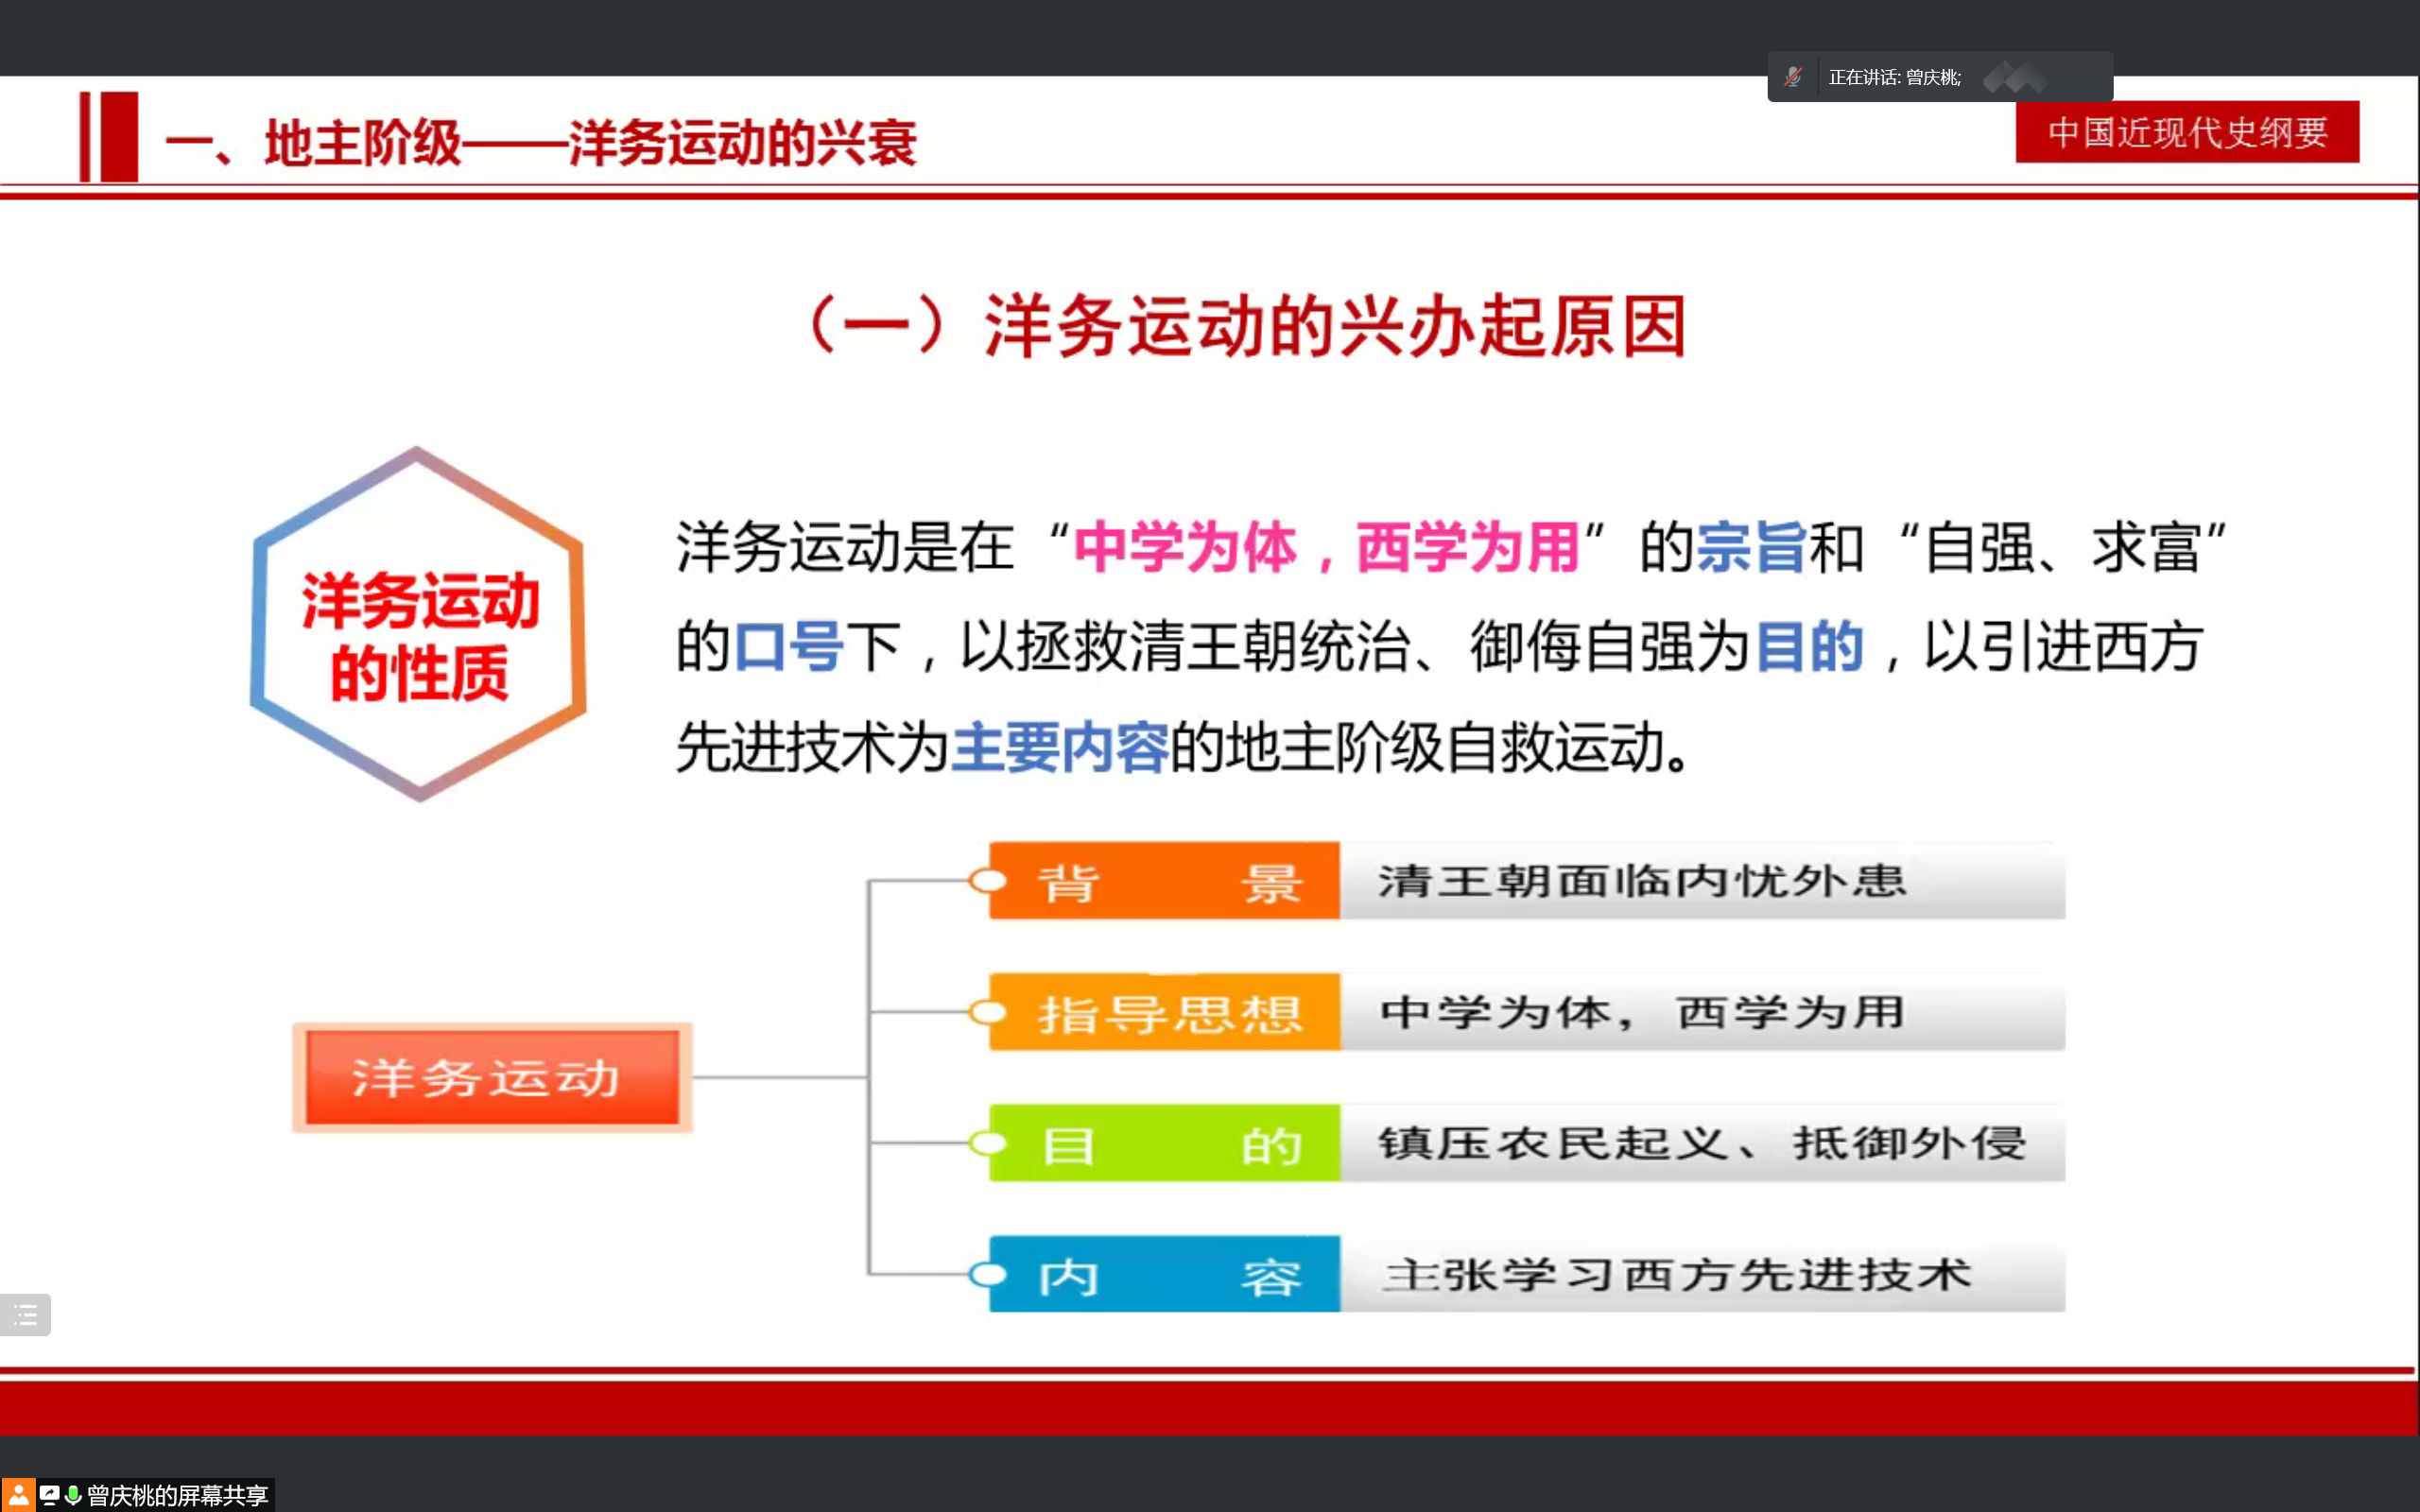 正在讲话: 曾庆桃;
一、地主阶级——洋务运动的兴衰
中国近现代史纲要
（一）洋务运动的兴办起原因
洋务运动
的性质
洋务运动是在“中学为体，西学为用”的宗旨和“自强、求富”
的口号下，以拯救清王朝统治、御侮自强为目的，以引进西方
先进技术为主要内容的地主阶级自救运动。
洋务运动
背 景 清王朝面临内忧外患
指导思想 中学为体，西学为用
目 的 镇压农民起义、抵御外侵
内 容 主张学习西方先进技术
曾庆桃的屏幕共享